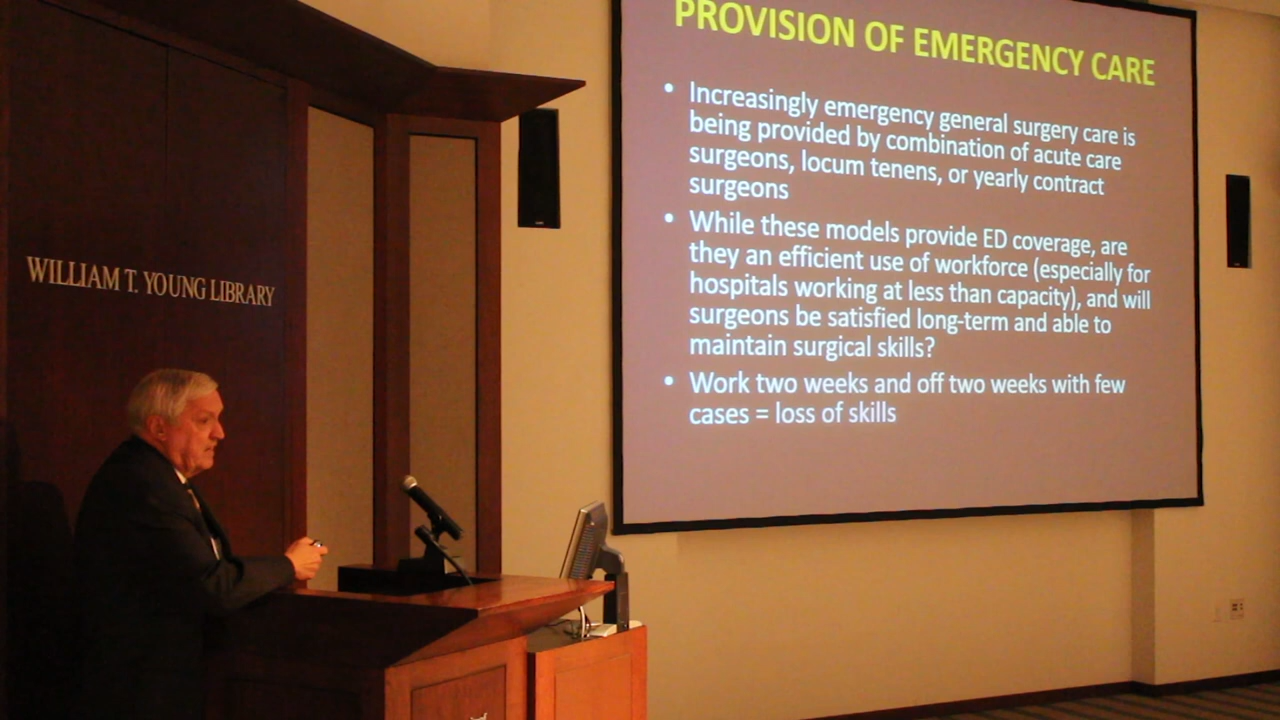 PROVISION OF EMERGENCY CARE
• Increasingly emergency general surgery care is
being provided by combination of acute care
surgeons, locum tenens, or yearly contract
surgeons
• While these models provide ED coverage, are
they an efficient use of workforce (especially for
hospitals working at less than capacity), and will
surgeons be satisfied long-term and able to
maintain surgical skills?
• Work two weeks and off two weeks with few
cases = loss of skills
WILLIAM T. YOUNG LIBRARY